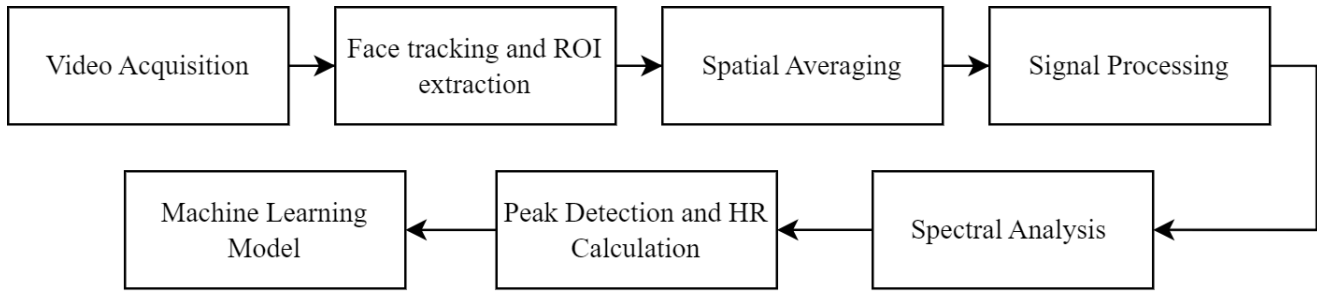 Video Acquisition
Face tracking and ROI
extraction
Spatial Averaging
Signal Processing
Spectral Analysis
Peak Detection and HR
Calculation
Machine Learning
Model